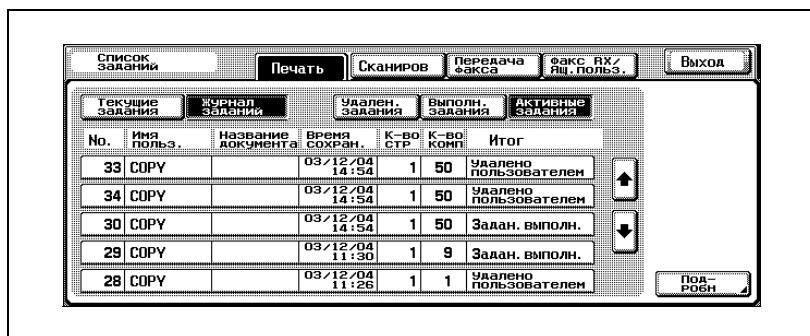 Список
заданий
Печать
Сканиров
Передача
факса
Факс RX/
Ящ.польз.
Выход
Текущие
задания
Журнал
заданий
Удален.
задания
Выполн.
задания
Активные
задания
No.
Имя
польз.
Название
документа
Время
сохран.
К-во
стр
К-во
комп
Итог
33 COPY 03/12/04 14:54 1 50 Удалено пользователем
34 COPY 03/12/04 14:54 1 50 Удалено пользователем
30 COPY 03/12/04 14:54 1 50 Задан. выполн.
29 COPY 03/12/04 11:30 1 9 Задан. выполн.
28 COPY 03/12/04 11:26 1 1 Удалено пользователем
Под-
робн